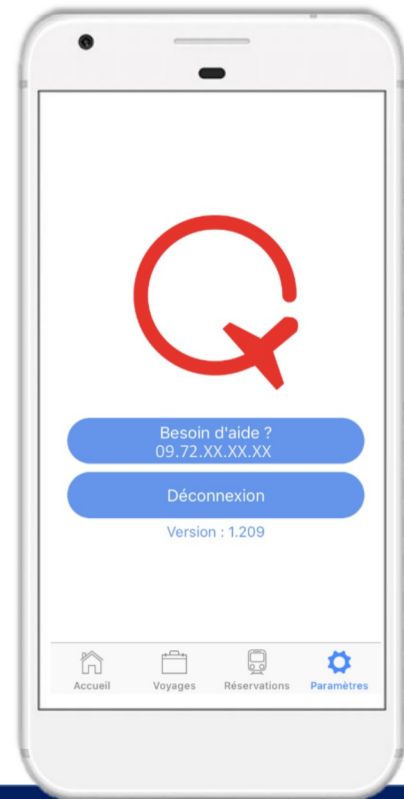 Besoin d'aide ?
09.72.XX.XX.XX
Déconnexion
Version : 1.209
Accueil Voyages Réservations Paramètres